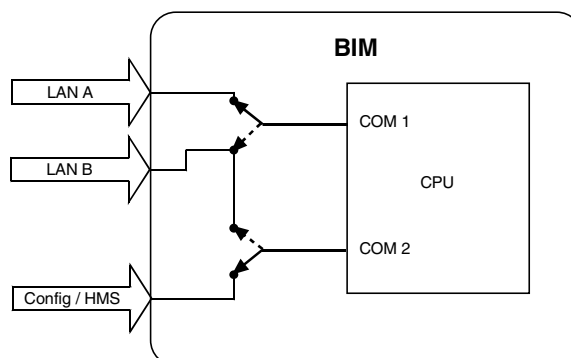 BIM
LAN A
COM 1
LAN B
CPU
COM 2
Config / HMS